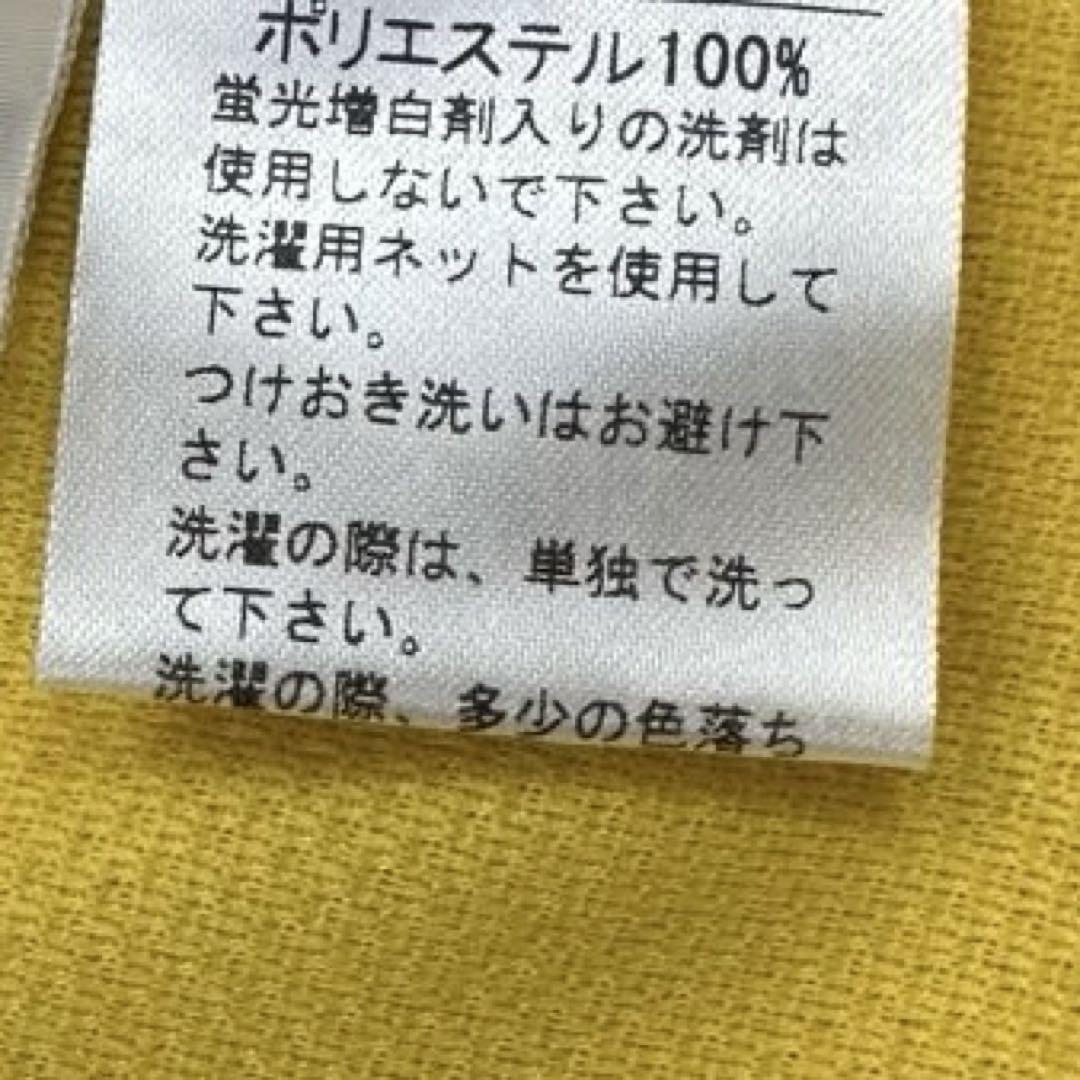 ポリエステル100%
蛍光増白剤入りの洗剤は
使用しないで下さい。
洗濯用ネットを使用して
下さい。
つけおき洗いはお避け下
さい。
洗濯の際は、単独で洗っ
て下さい。
洗濯の際、多少の色落ち